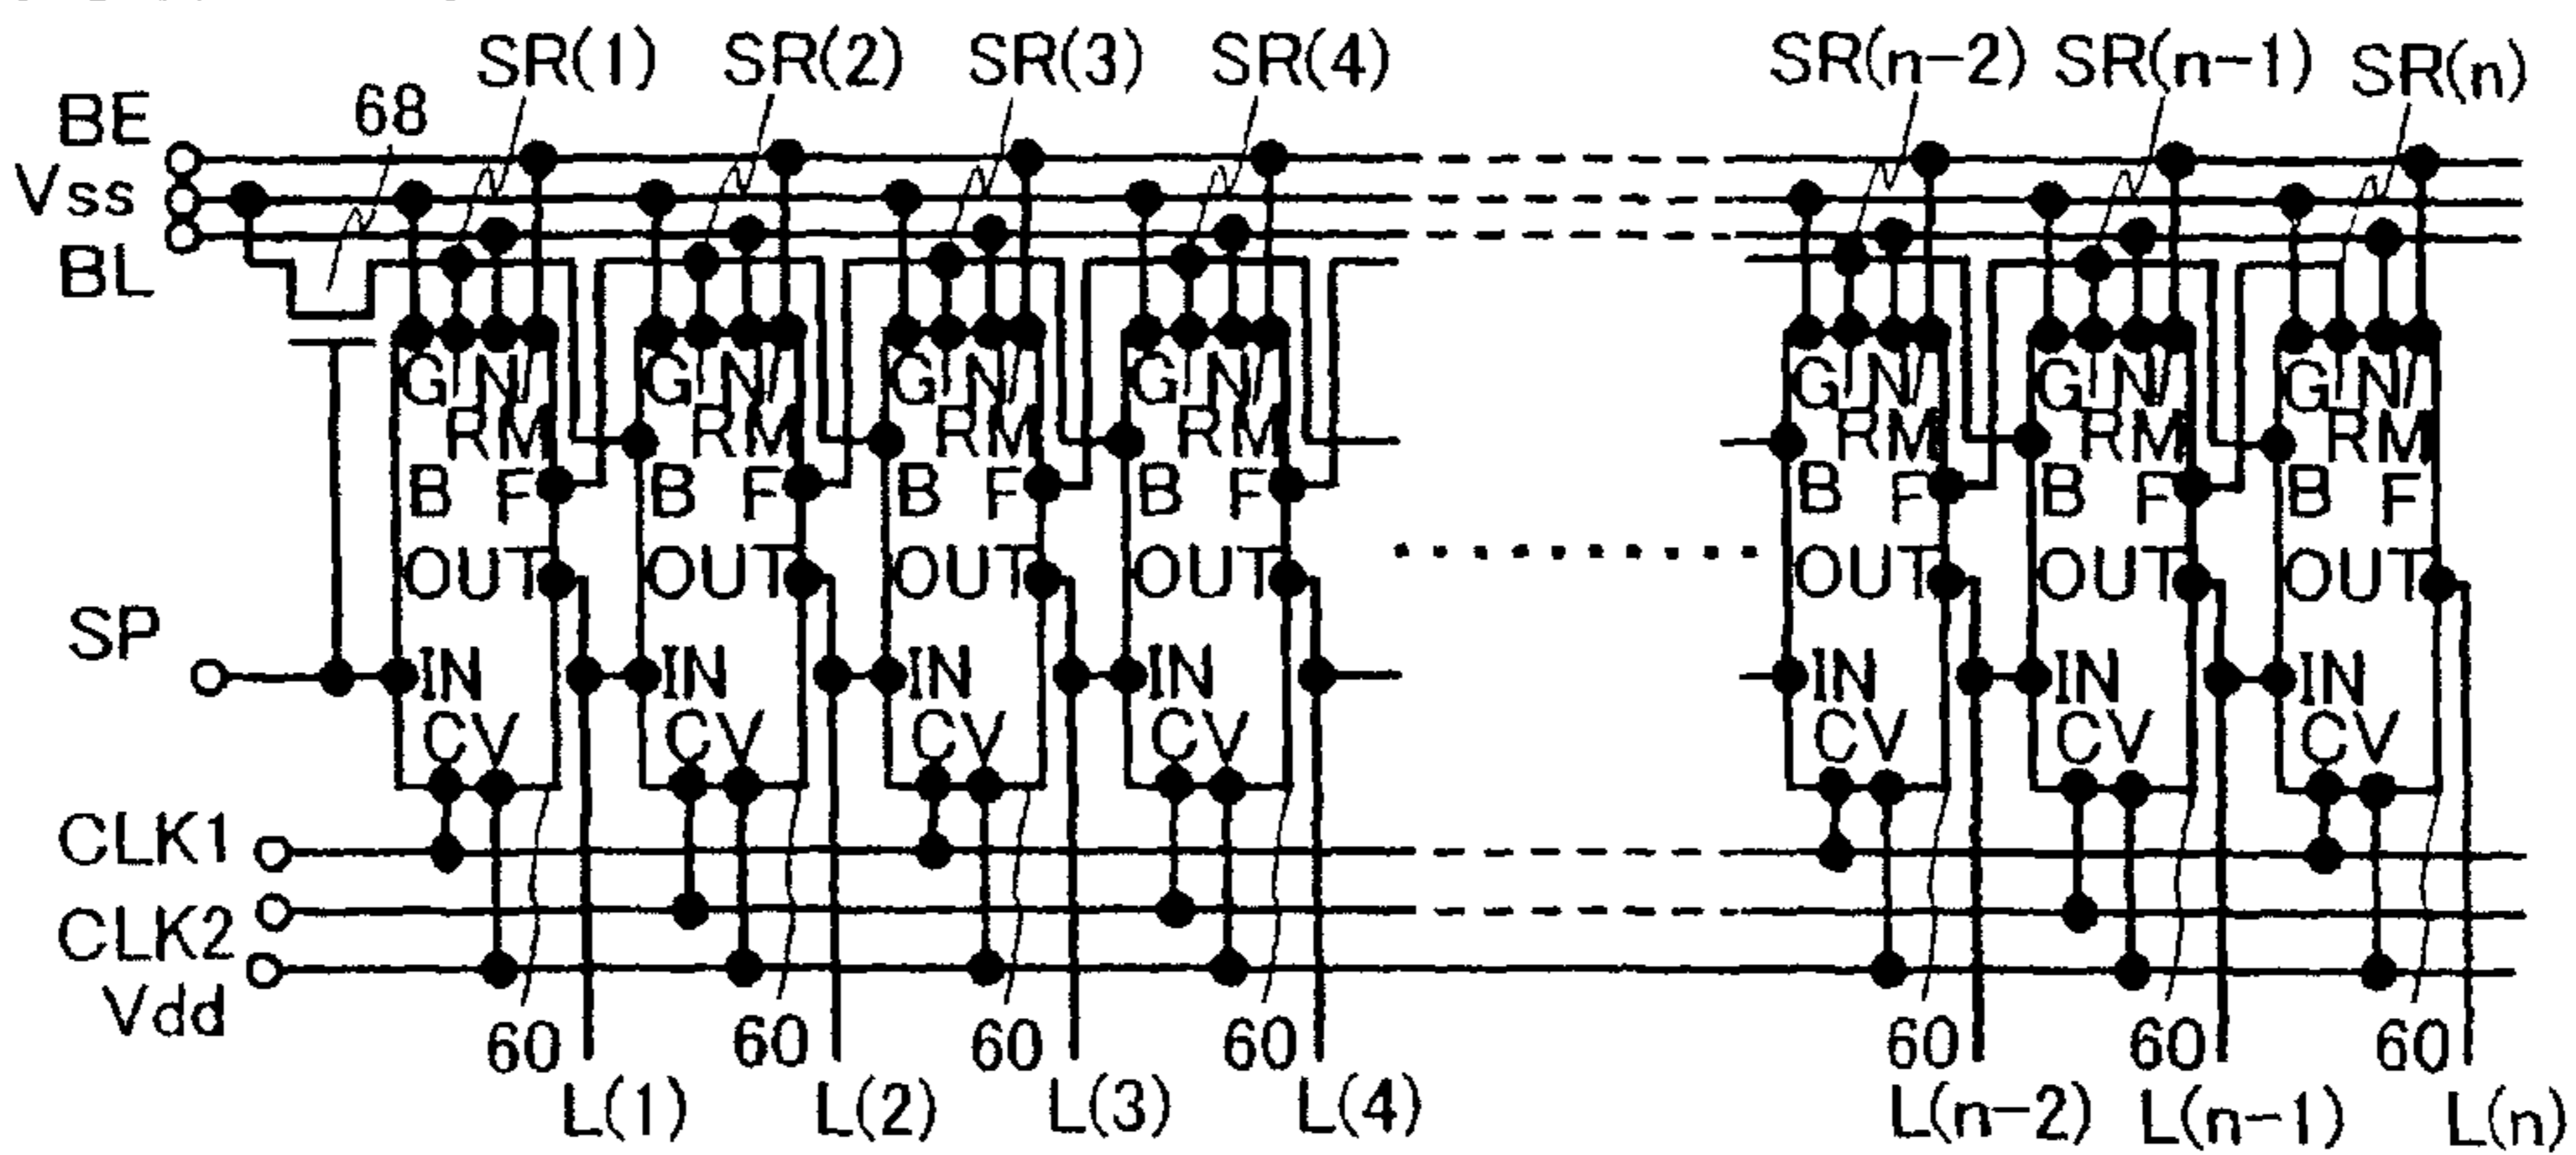 SR(1) SR(2) SR(3) SR(4) SR(n-2) SR(n-1) SR(n)
BE 68
Vss
BL
G N G N G N G N G N G N G N
RM RM RM RM RM RM RM
B F B F B F B F B F B F B F
OUT OUT OUT OUT OUT OUT OUT
SP
IN IN IN IN IN IN IN
CV CV CV CV CV CV CV
CLK1
CLK2
Vdd
60 60 60 60 60 60 60
L(1) L(2) L(3) L(4) L(n-2) L(n-1) L(n)